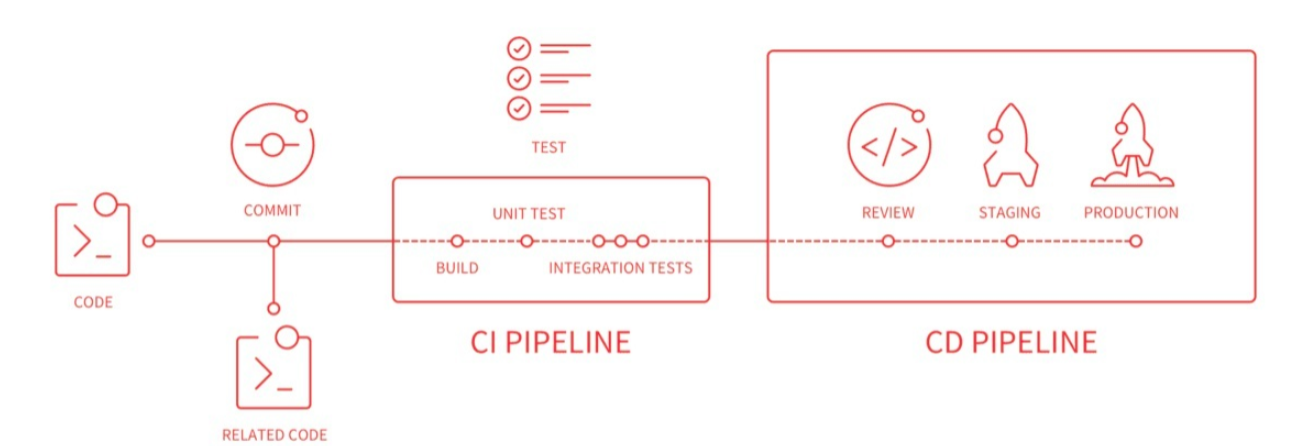 TEST
COMMIT
CODE
RELATED CODE
UNIT TEST
BUILD
INTEGRATION TESTS
CI PIPELINE
REVIEW
STAGING
PRODUCTION
CD PIPELINE